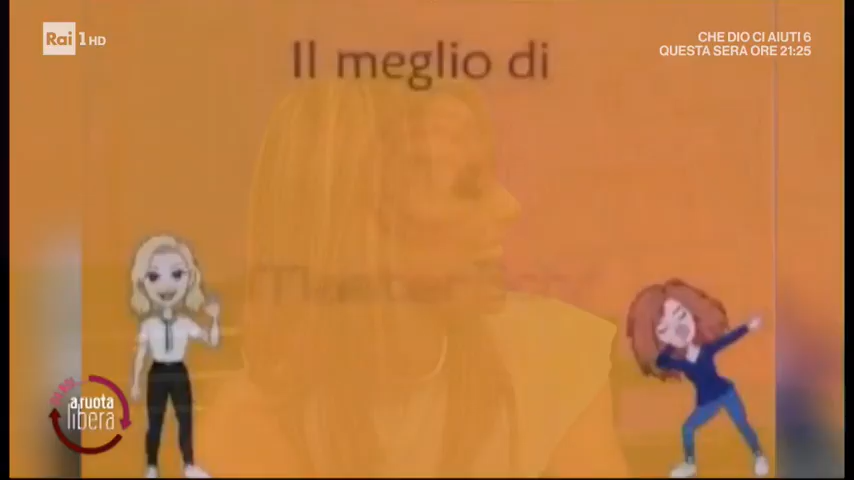 Rai 1 HD
CHE DIO CI AIUTI 6
QUESTA SERA ORE 21:25
Il meglio di
a ruota
libera